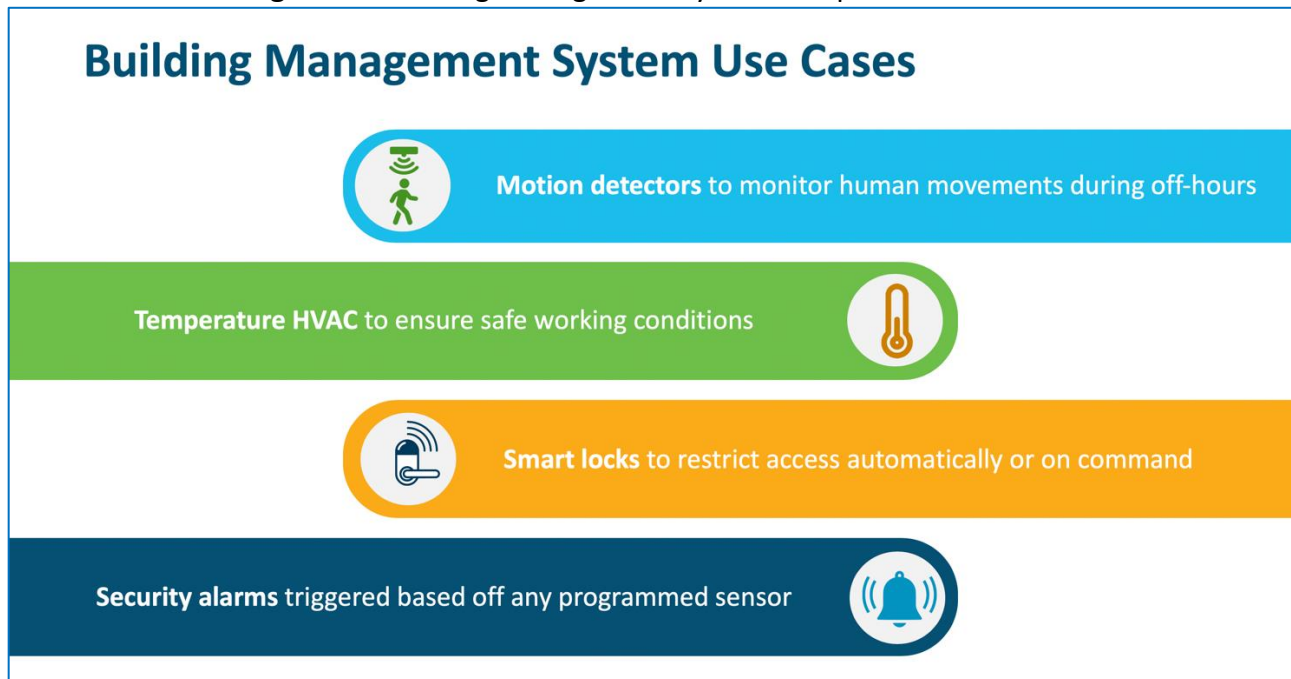 Building Management System Use Cases
Motion detectors to monitor human movements during off-hours
Temperature HVAC to ensure safe working conditions
Smart locks to restrict access automatically or on command
Security alarms triggered based off any programmed sensor